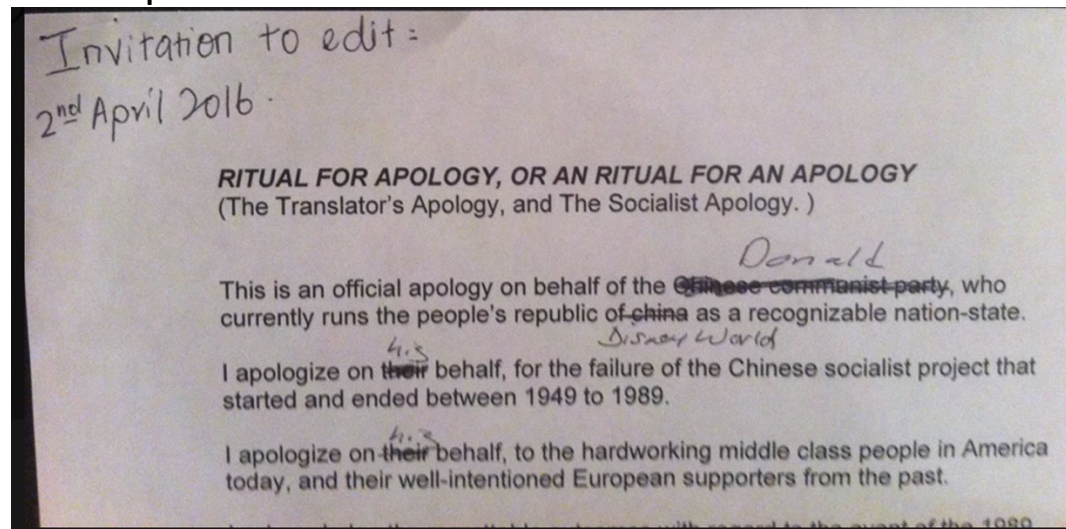 Invitation to edit:
2nd April 2016.
RITUAL FOR APOLOGY, OR AN RITUAL FOR AN APOLOGY
(The Translator's Apology, and The Socialist Apology. )
Donald
This is an official apology on behalf of the Chinese communist party, who
currently runs the people's republic of china as a recognizable nation-state.
Disney World
his
I apologize on their behalf, for the failure of the Chinese socialist project that
started and ended between 1949 to 1989.
his
I apologize on their behalf, to the hardworking middle class people in America
today, and their well-intentioned European supporters from the past.